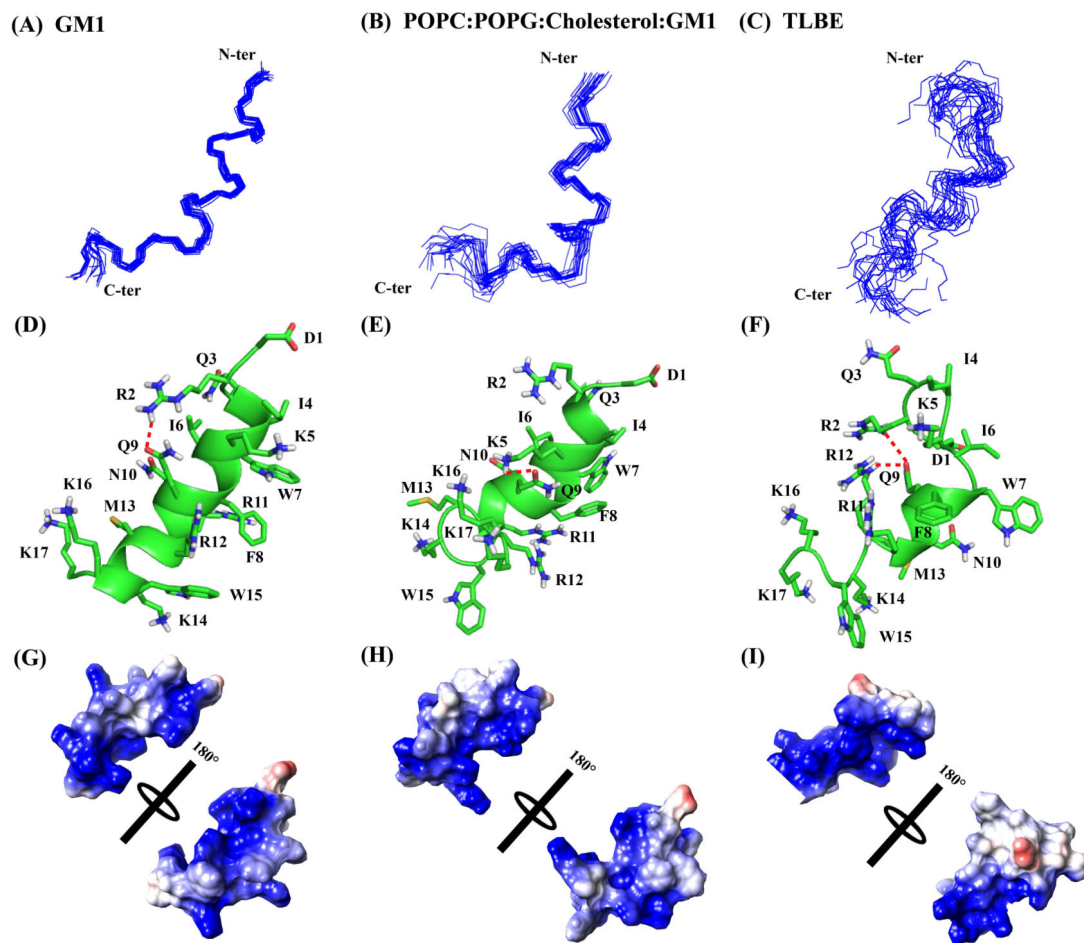 (A) GM1
(B) POPC:POPG:Cholesterol:GM1
(C) TLBE
N-ter
N-ter
N-ter
C-ter
C-ter
C-ter
(D)
D1
Q3
R2
I4
I6
K5
Q9
N10
W7
K16
R11
M13
F8
K17
R12
W15
K14
(E)
R2
D1
Q3
I6
I4
N10
K5
K16
W7
M13
Q9
F8
K14
K17
R11
R12
W15
(F)
I4
Q3
K5
R2
I6
R12
D1
Q9
W7
K16
R11
F8
N10
M13
K17
K14
W15
(G)
180°
(H)
180°
(I)
180°